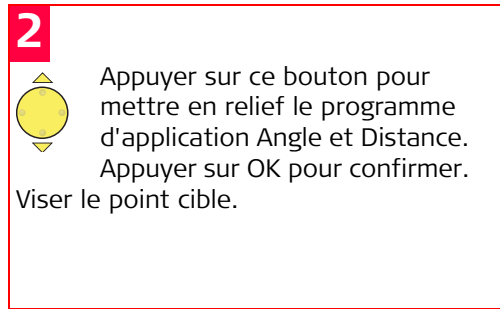 2
Appuyer sur ce bouton pour
mettre en relief le programme
d'application Angle et Distance.
Appuyer sur OK pour confirmer.
Viser le point cible.